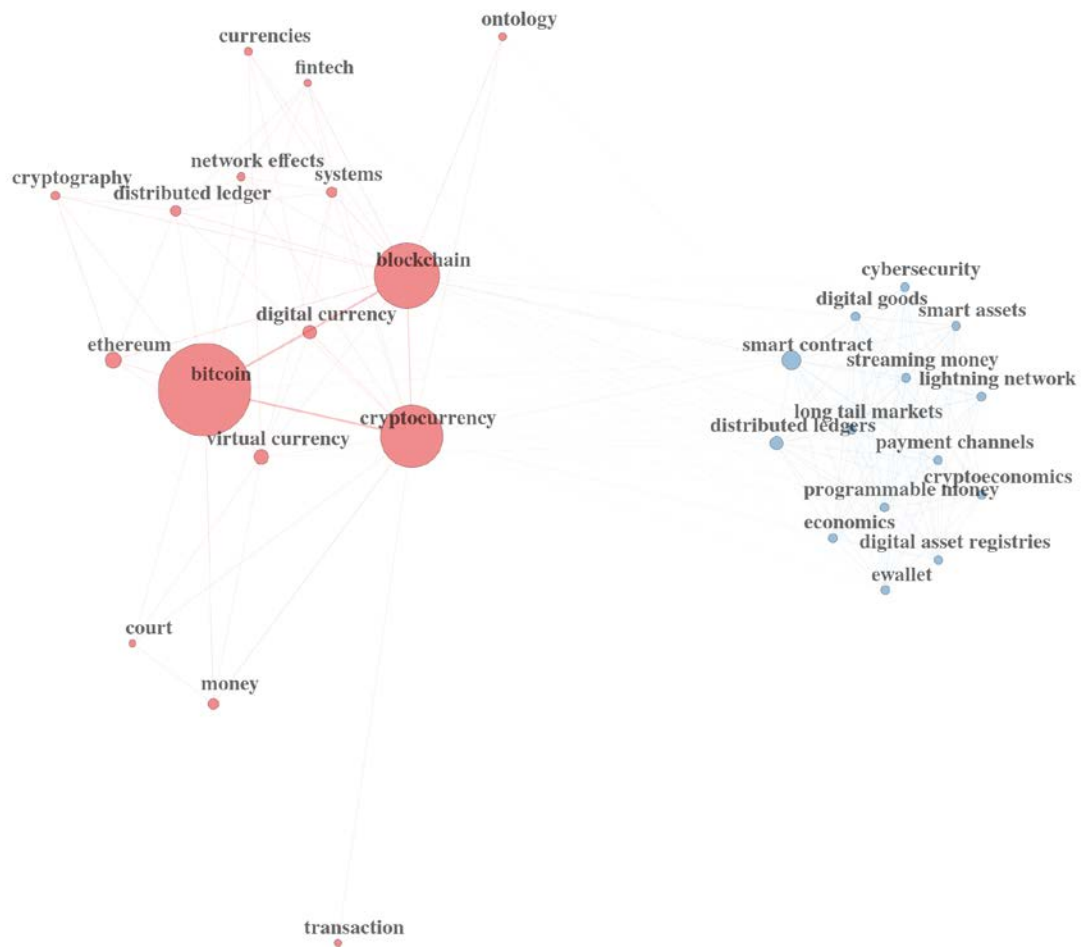 ontology
currencies
fintech
network effects
systems
cryptography
distributed ledger
blockchain
digital currency
ethereum
bitcoin
cryptocurrency
virtual currency
court
money
transaction
cybersecurity
digital goods
smart assets
smart contract
streaming money
lightning network
long tail markets
distributed ledgers
payment channels
cryptoeconomics
programmable money
economics
digital asset registries
ewallet